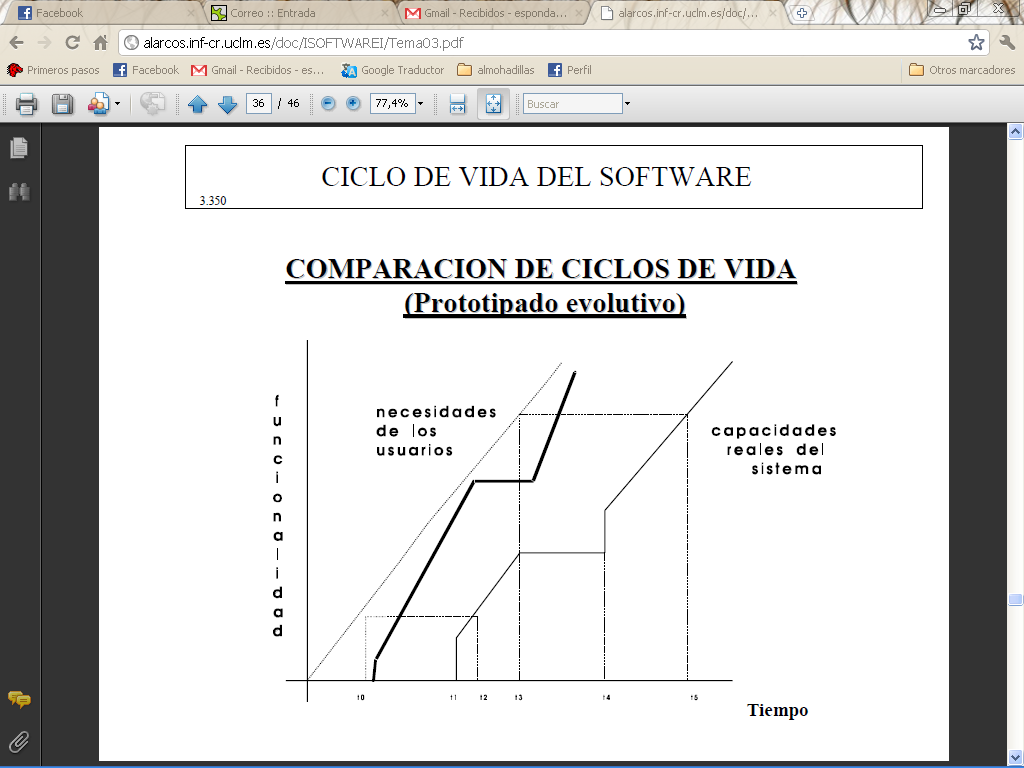 Facebook
Correo :: Entrada
Gmail - Recibidos - esponda...
alarcos.inf-cr.uclm.es/doc/...
alarcos.inf-cr.uclm.es/doc/ISOFTWAREI/Tema03.pdf
Primeros pasos
Facebook
Gmail - Recibidos - es...
Google Traductor
almohadillas
Perfil
Otros marcadores
36 / 46
77,4%
Buscar
CICLO DE VIDA DEL SOFTWARE
3.350
COMPARACION DE CICLOS DE VIDA
(Prototipado evolutivo)
funcionalidad
necesidades
de los
usuarios
capacidades
reales del
sistema
t0 t1 t2 t3 t4 t5
Tiempo